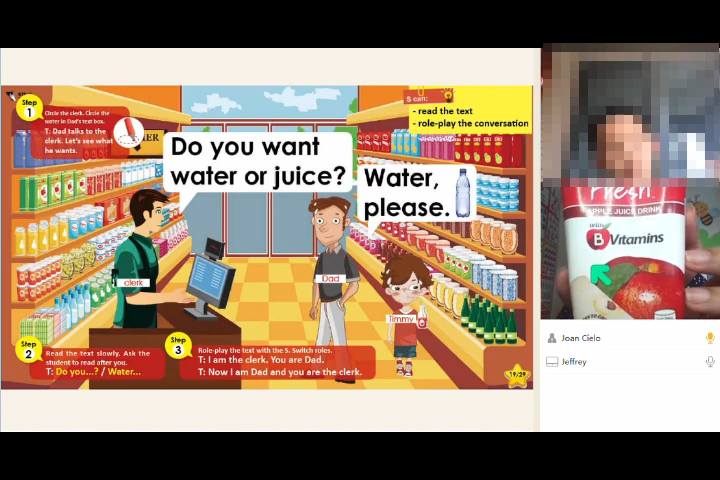 Step
1
Circle the clerk. Circle the
water in Dad's text box.
T: Dad talks to the
clerk. Let's see what
he wants.
S can:
- read the text
- role-play the conversation
Do you want
water or juice?
Water,
please.
clerk
Dad
Timmy
Step
2
Read the text slowly. Ask the
student to read after you.
T: Do you...? / Water...
Step
3
Role-play the text with the S. Switch roles.
T: I am the clerk. You are Dad.
T: Now I am Dad and you are the clerk.
19/29
Fresh
APPLE JUICE DRINK
with
B Vitamins
Joan Cielo
Jeffrey